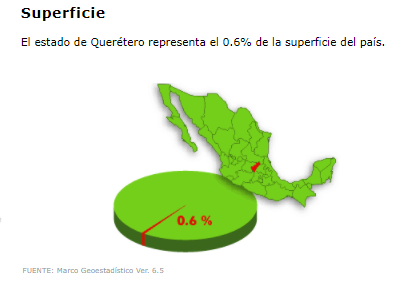 Superficie
El estado de Querétero representa el 0.6% de la superficie del país.
0.6 %
FUENTE: Marco Geoestadístico Ver. 6.5